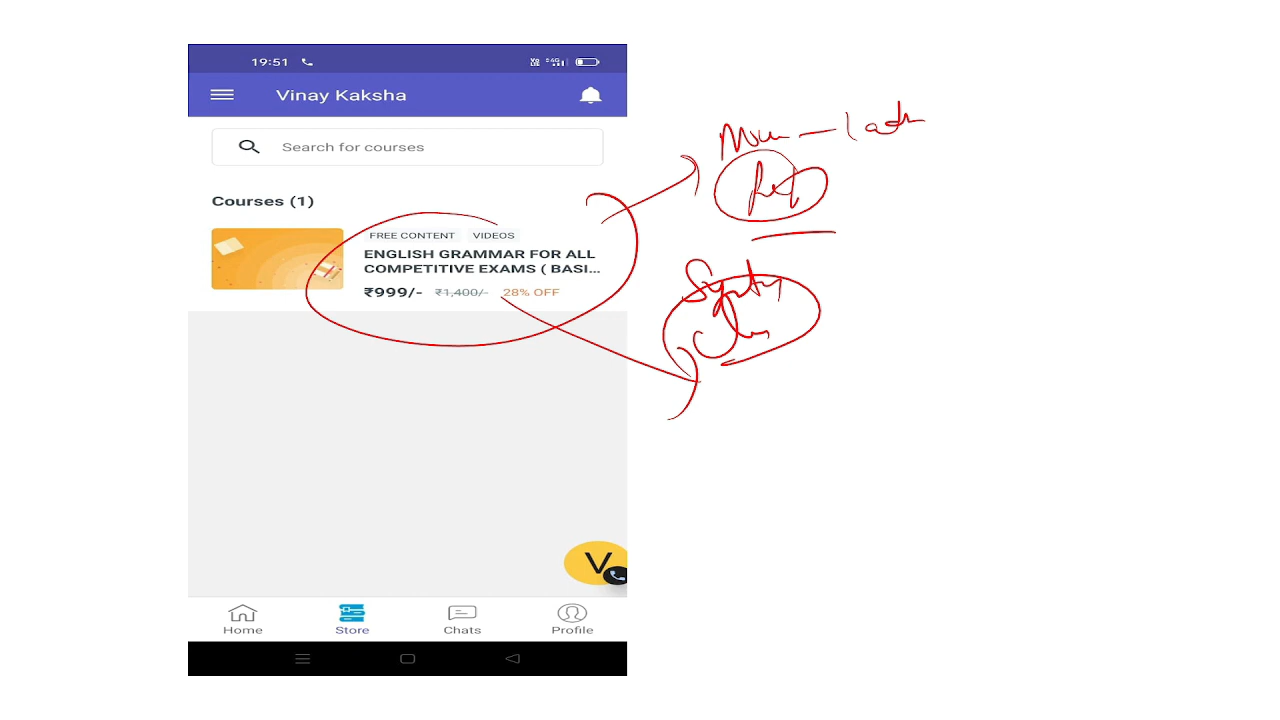 19:51
Vinay Kaksha
Search for courses
Courses (1)
FREE CONTENT VIDEOS
ENGLISH GRAMMAR FOR ALL
COMPETITIVE EXAMS ( BASI...
₹999/- ₹1,400/- 28% OFF
V
Home Store Chats Profile